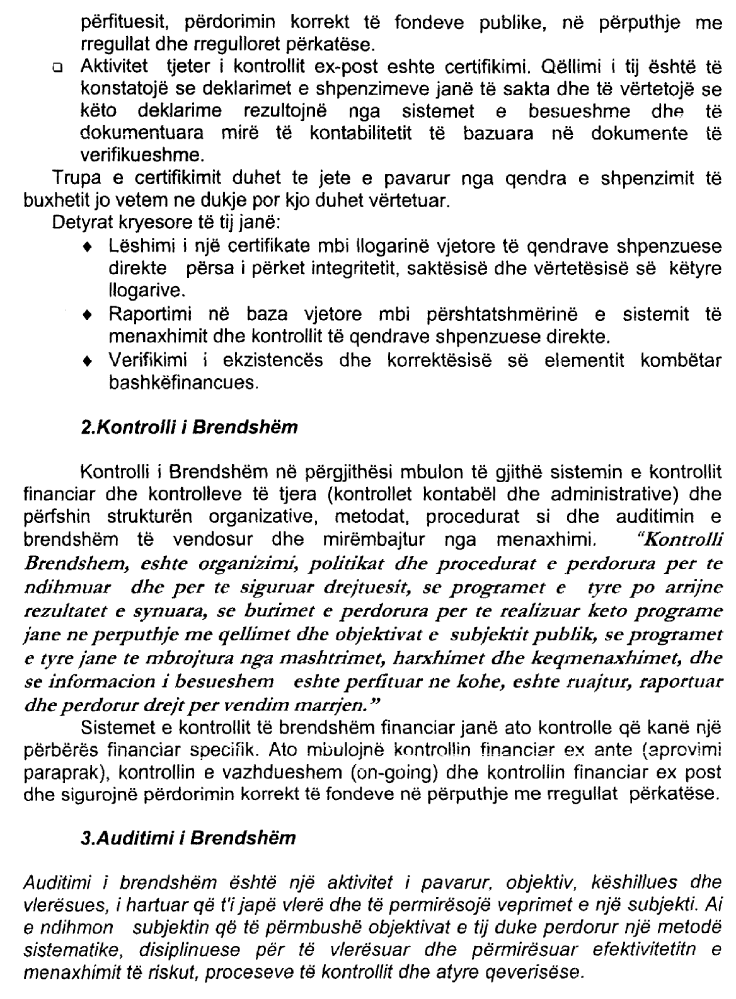 përfituesit, përdorimin korrekt të fondeve publike, në përputhje me
rregullat dhe rregulloret përkatëse.
❑ Aktivitet tjeter i kontrollit ex-post eshte certifikimi. Qëllimi i tij është të
konstatojë se deklarimet e shpenzimeve janë të sakta dhe të vërtetojë se
këto deklarime rezultojnë nga sistemet e besueshme dhe të
dokumentuara mirë të kontabilitetit të bazuara në dokumente të
verifikueshme.
Trupa e certifikimit duhet te jete e pavarur nga qendra e shpenzimit të
buxhetit jo vetem ne dukje por kjo duhet vërtetuar.
Detyrat kryesore të tij janë:
♦ Lëshimi i një certifikate mbi llogarinë vjetore të qendrave shpenzuese
direkte përsa i përket integritetit, saktësisë dhe vërtetësisë së këtyre
llogarive.
♦ Raportimi në baza vjetore mbi përshtatshmërinë e sistemit të
menaxhimit dhe kontrollit të qendrave shpenzuese direkte.
♦ Verifikimi i ekzistencës dhe korrektësisë së elementit kombëtar
bashkëfinancues.
2.Kontrolli i Brendshëm
Kontrolli i Brendshëm në përgjithësi mbulon të gjithë sistemin e kontrollit
financiar dhe kontrolleve të tjera (kontrollet kontabël dhe administrative) dhe
përfshin strukturën organizative, metodat, procedurat si dhe auditimin e
brendshëm të vendosur dhe mirëmbajtur nga menaxhimi. “Kontrolli
Brendshem, eshte organizimi, politikat dhe procedurat e perdorura per te
ndihmuar dhe per te siguruar drejtuesit, se programet e tyre po arrijne
rezultatet e synuara, se burimet e perdorura per te realizuar keto programe
jane ne perputhje me qellimet dhe objektivat e subjektit publik, se programet
e tyre jane te mbrojtura nga mashtrimet, harxhimet dhe keqmenaxhimet, dhe
se informacion i besueshem eshte perfituar ne kohe, eshte ruajtur, raportuar
dhe perdorur drejt per vendim marrjen.”
Sistemet e kontrollit të brendshëm financiar janë ato kontrolle që kanë një
përbërës financiar specifik. Ato mbulojnë kontrollin financiar ex ante (aprovimi
paraprak), kontrollin e vazhdueshem (on-going) dhe kontrollin financiar ex post
dhe sigurojnë përdorimin korrekt të fondeve në përputhje me rregullat përkatëse.
3.Auditimi i Brendshëm
Auditimi i brendshëm është një aktivitet i pavarur, objektiv, këshillues dhe
vlerësues, i hartuar që t'i japë vlerë dhe të permirësojë veprimet e një subjekti. Ai
e ndihmon subjektin që të përmbushë objektivat e tij duke perdorur një metodë
sistematike, disiplinuese për të vlerësuar dhe përmirësuar efektivitetitn e
menaxhimit të riskut, proceseve të kontrollit dhe atyre qeverisëse.